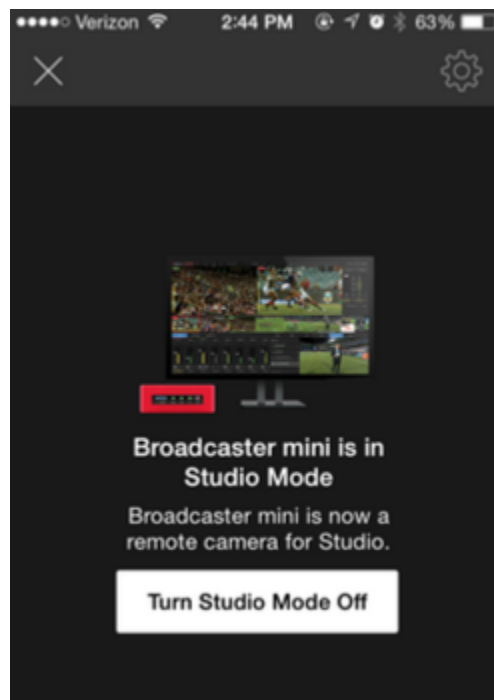 Verizon 2:44 PM 63%
Broadcaster mini is in
Studio Mode
Broadcaster mini is now a
remote camera for Studio.
Turn Studio Mode Off